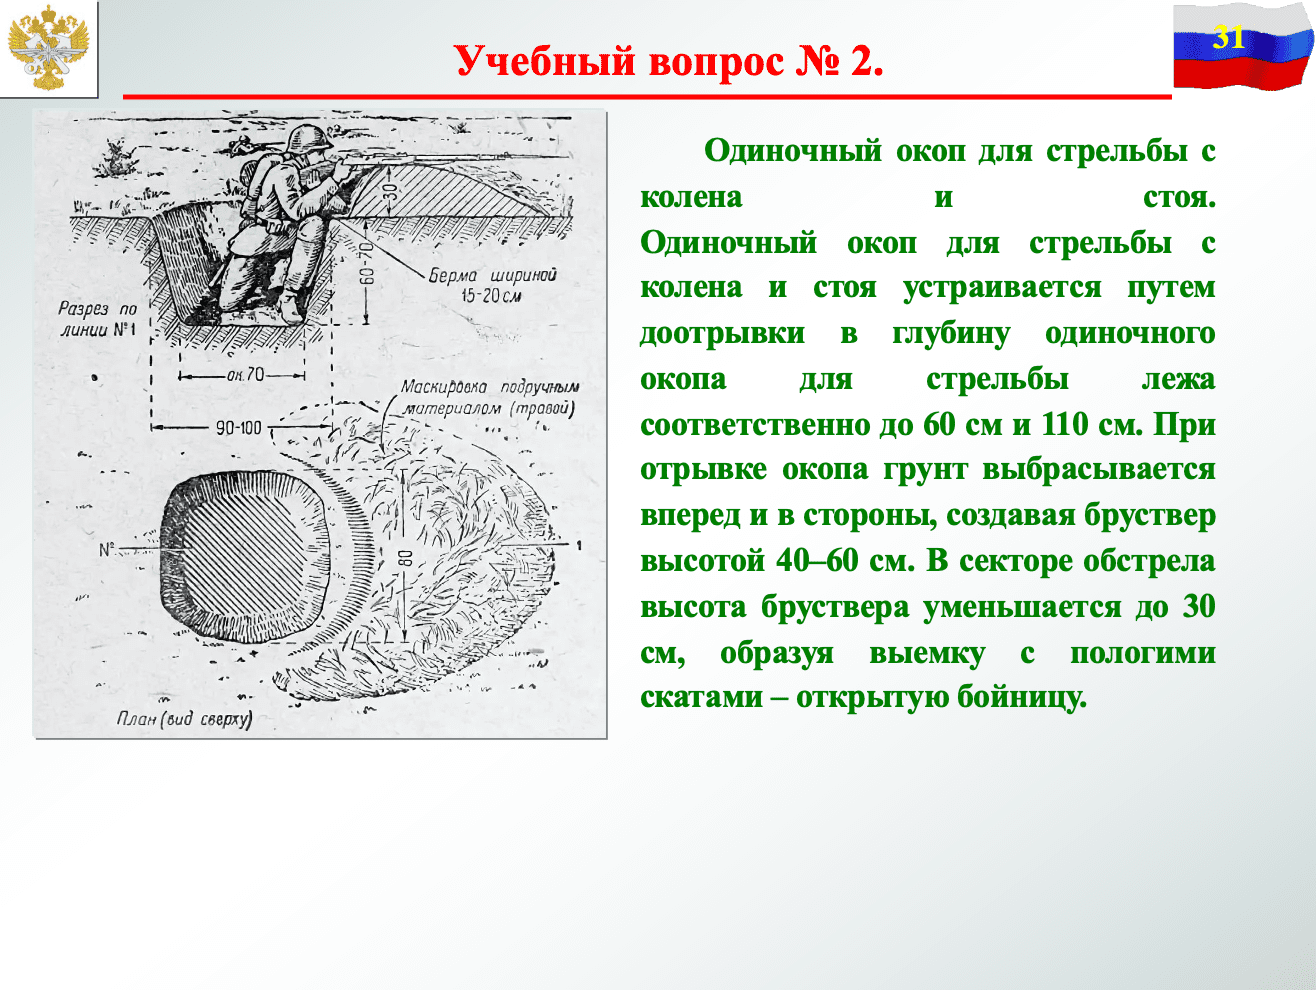 31
Учебный вопрос № 2.
30
60-70
Берма шириной
15-20 см
Разрез по
линии №1
ок.70
90-100
Маскировка подручным
материалом (травой)
№
80
1
План (вид сверху)
Одиночный окоп для стрельбы с
колена и стоя.
Одиночный окоп для стрельбы с
колена и стоя устраивается путем
доотрывки в глубину одиночного
окопа для стрельбы лежа
соответственно до 60 см и 110 см. При
отрывке окопа грунт выбрасывается
вперед и в стороны, создавая бруствер
высотой 40–60 см. В секторе обстрела
высота бруствера уменьшается до 30
см, образуя выемку с пологими
скатами – открытую бойницу.